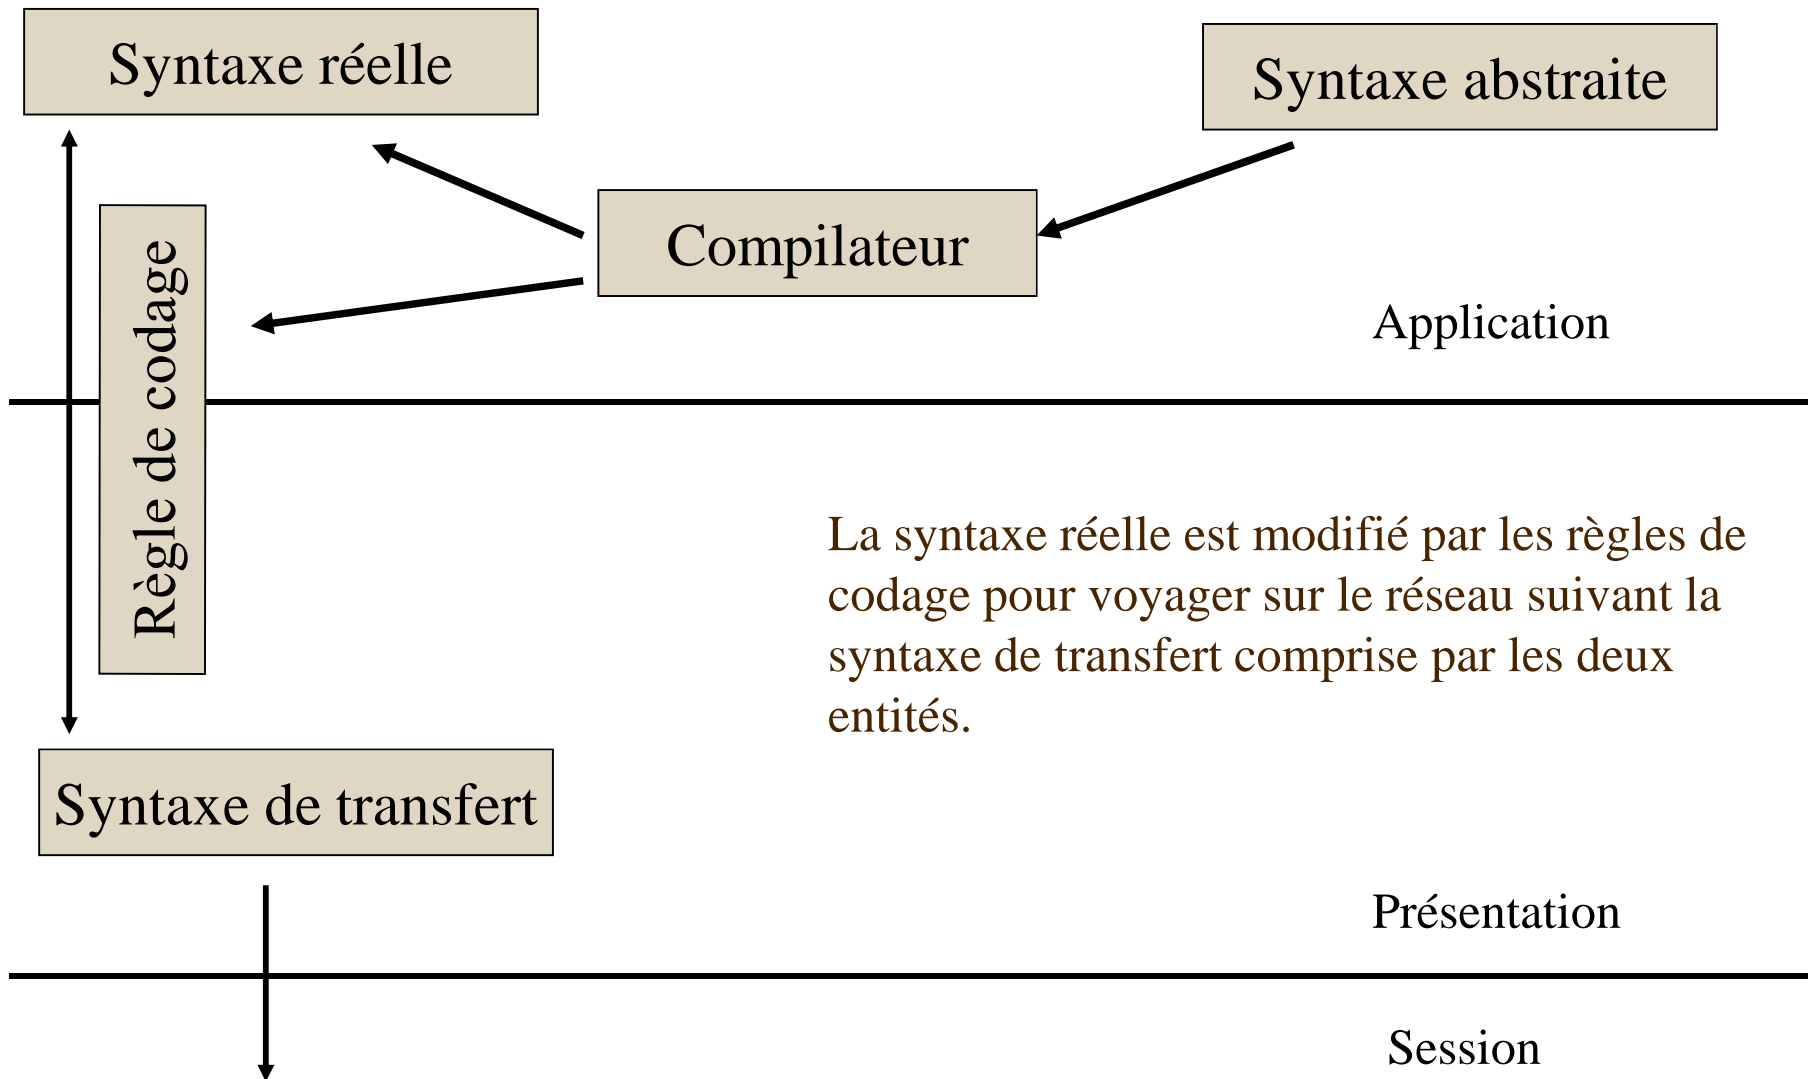 Syntaxe réelle
Syntaxe abstraite
Compilateur
Règle de codage
Application
La syntaxe réelle est modifié par les règles de
codage pour voyager sur le réseau suivant la
syntaxe de transfert comprise par les deux
entités.
Syntaxe de transfert
Présentation
Session